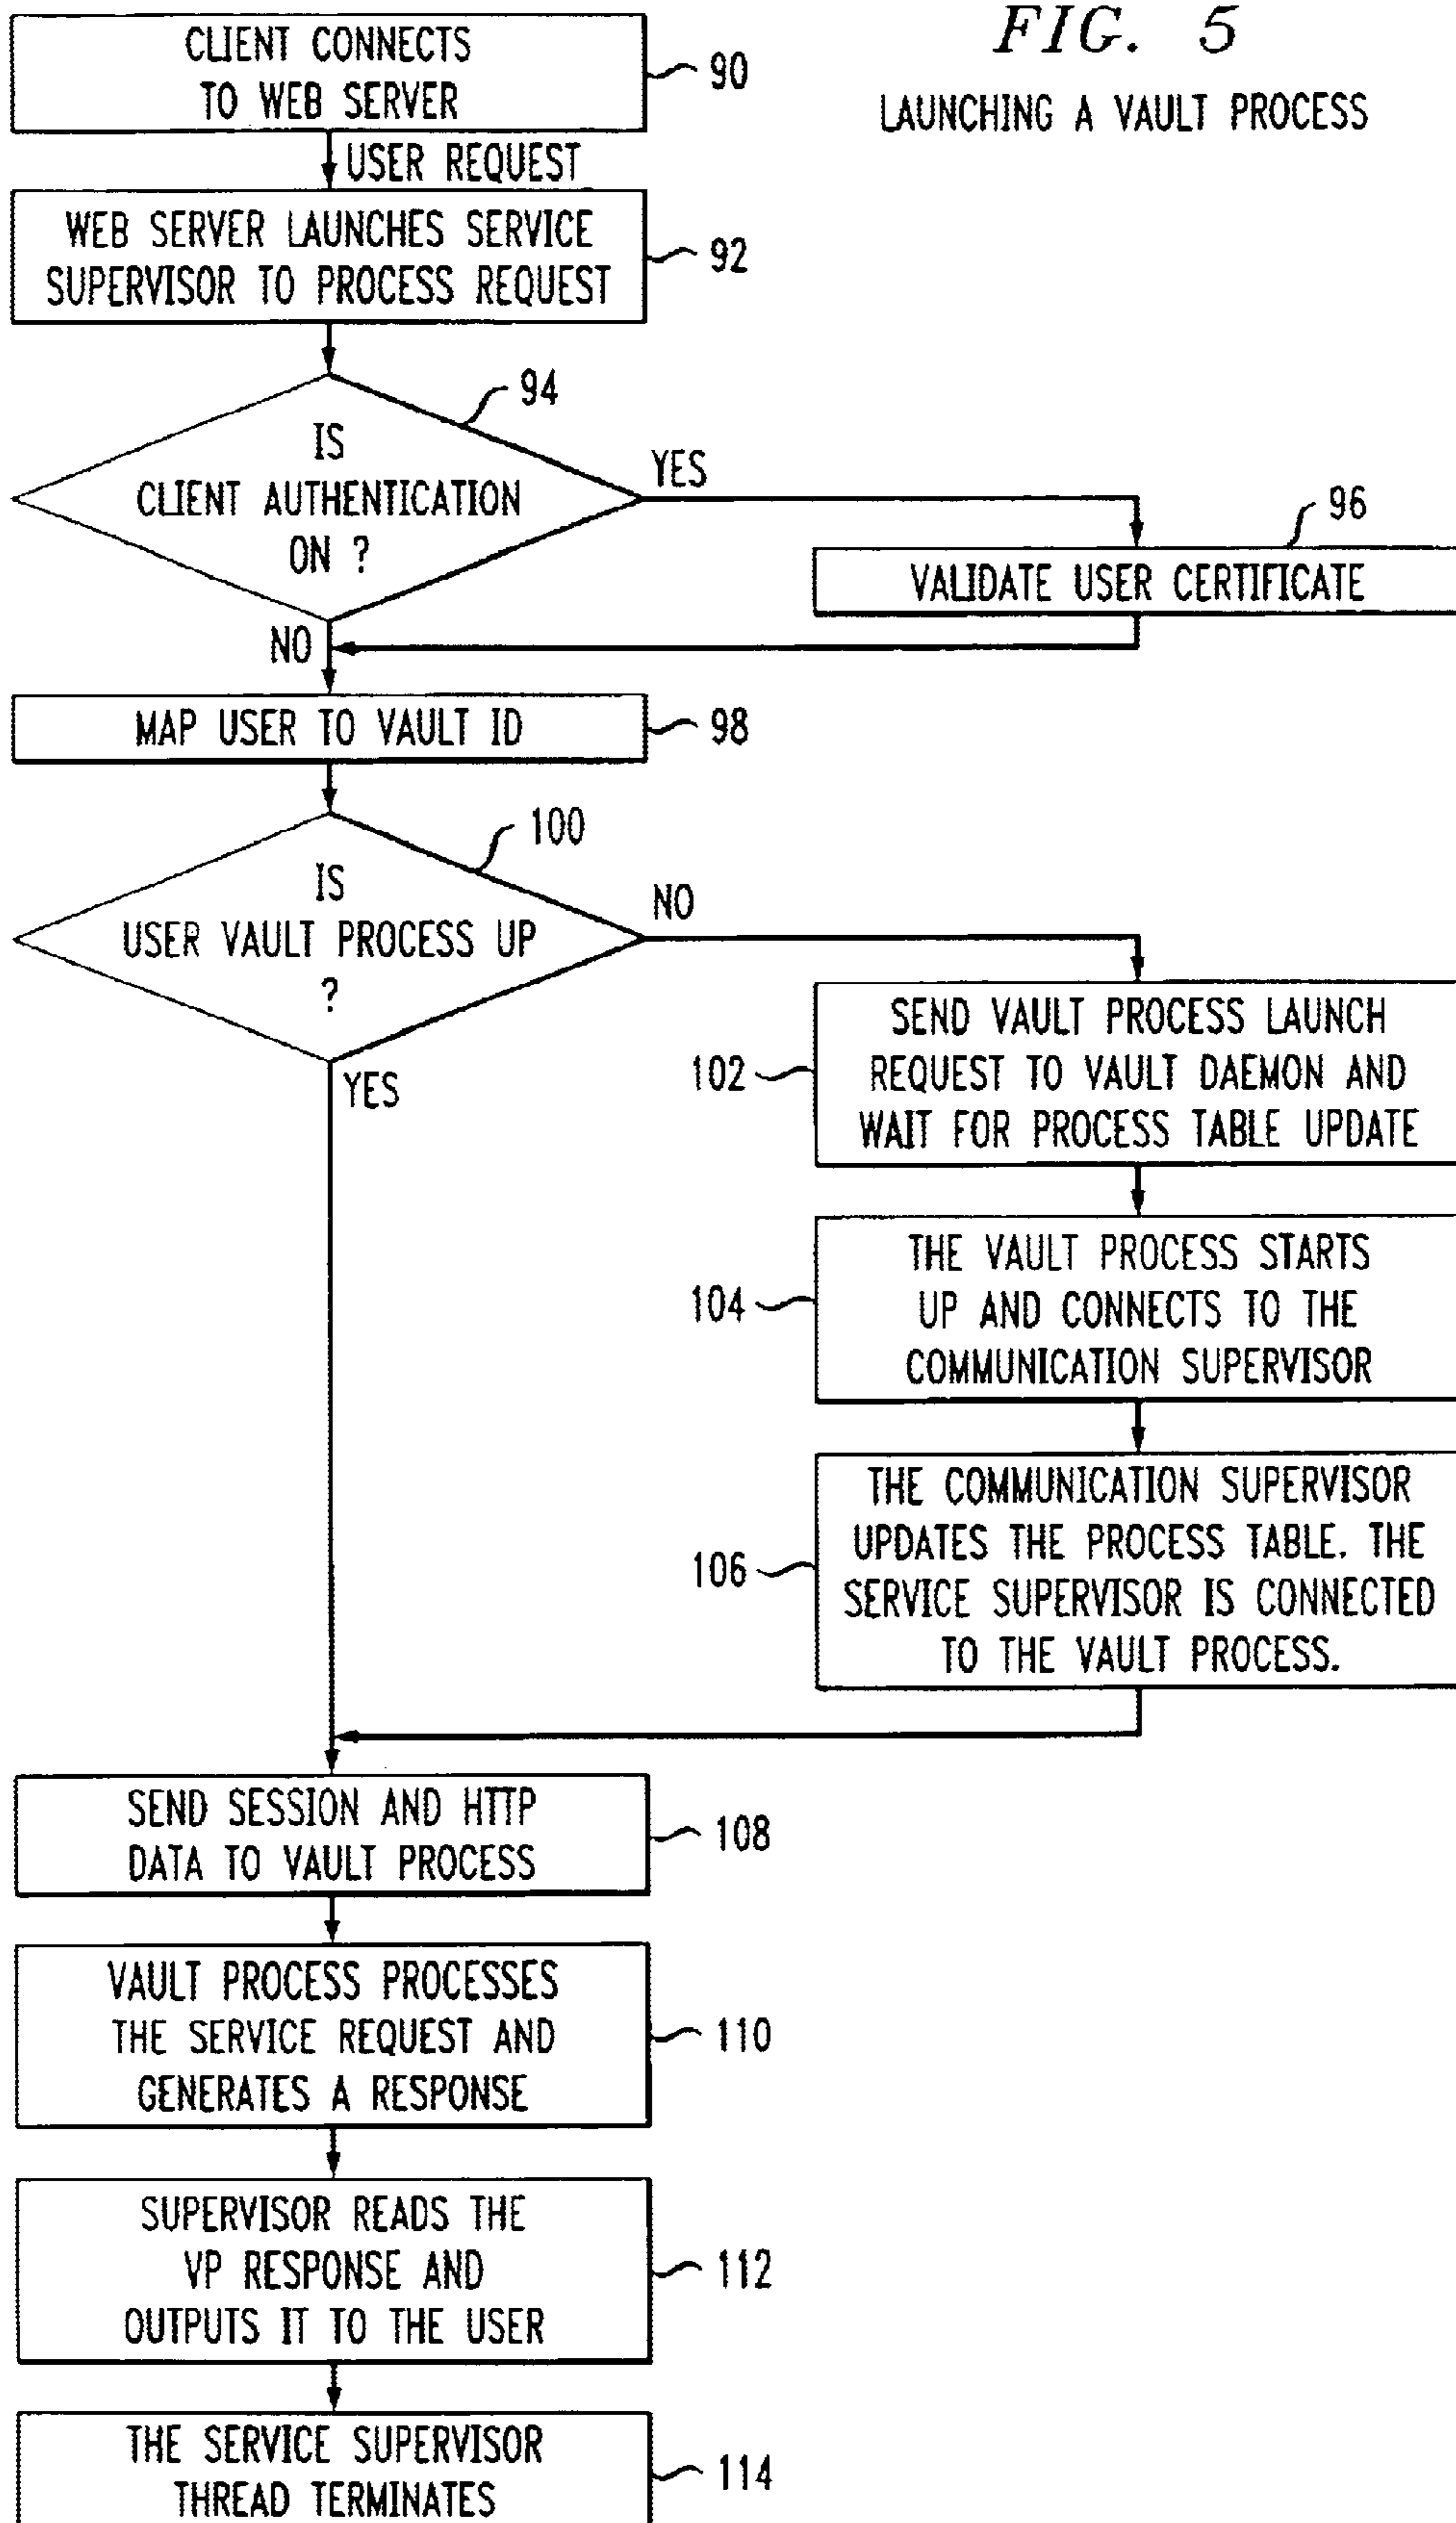 FIG. 5
LAUNCHING A VAULT PROCESS
CLIENT CONNECTS
TO WEB SERVER
90
USER REQUEST
WEB SERVER LAUNCHES SERVICE
SUPERVISOR TO PROCESS REQUEST
92
94
IS
CLIENT AUTHENTICATION
ON ?
YES
96
VALIDATE USER CERTIFICATE
NO
MAP USER TO VAULT ID
98
100
IS
USER VAULT PROCESS UP
?
NO
YES
SEND VAULT PROCESS LAUNCH
REQUEST TO VAULT DAEMON AND
WAIT FOR PROCESS TABLE UPDATE
102
THE VAULT PROCESS STARTS
UP AND CONNECTS TO THE
COMMUNICATION SUPERVISOR
104
THE COMMUNICATION SUPERVISOR
UPDATES THE PROCESS TABLE. THE
SERVICE SUPERVISOR IS CONNECTED
TO THE VAULT PROCESS.
106
SEND SESSION AND HTTP
DATA TO VAULT PROCESS
108
VAULT PROCESS PROCESSES
THE SERVICE REQUEST AND
GENERATES A RESPONSE
110
SUPERVISOR READS THE
VP RESPONSE AND
OUTPUTS IT TO THE USER
112
THE SERVICE SUPERVISOR
THREAD TERMINATES
114